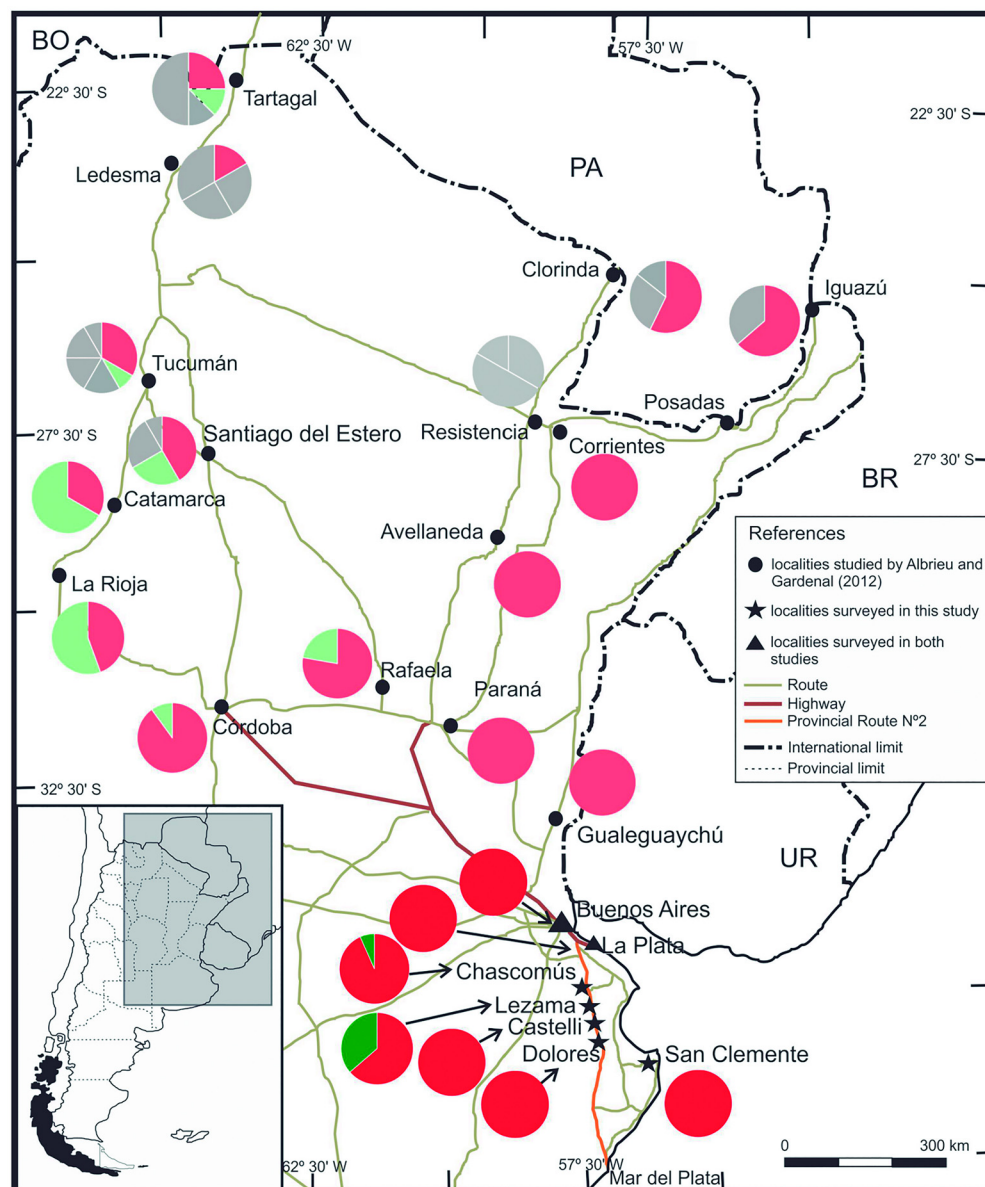 BO
62º 30' W
57º 30' W
22º 30' S
Tartagal
22º 30' S
PA
Ledesma
Clorinda
Iguazú
Tucumán
Posadas
27º 30' S
Santiago del Estero
Resistencia
Corrientes
27º 30' S
BR
Catamarca
Avellaneda
References
localities studied by Albrieu and
Gardenal (2012)
localities surveyed in this study
localities surveyed in both
studies
Route
Highway
Provincial Route Nº2
International limit
Provincial limit
La Rioja
Rafaela
Paraná
Córdoba
32º 30' S
Gualeguaychú
UR
Buenos Aires
La Plata
Chascomús
Lezama
Castelli
Dolores
San Clemente
0
300 km
62º 30' W
57º 30' W
Mar del Plata